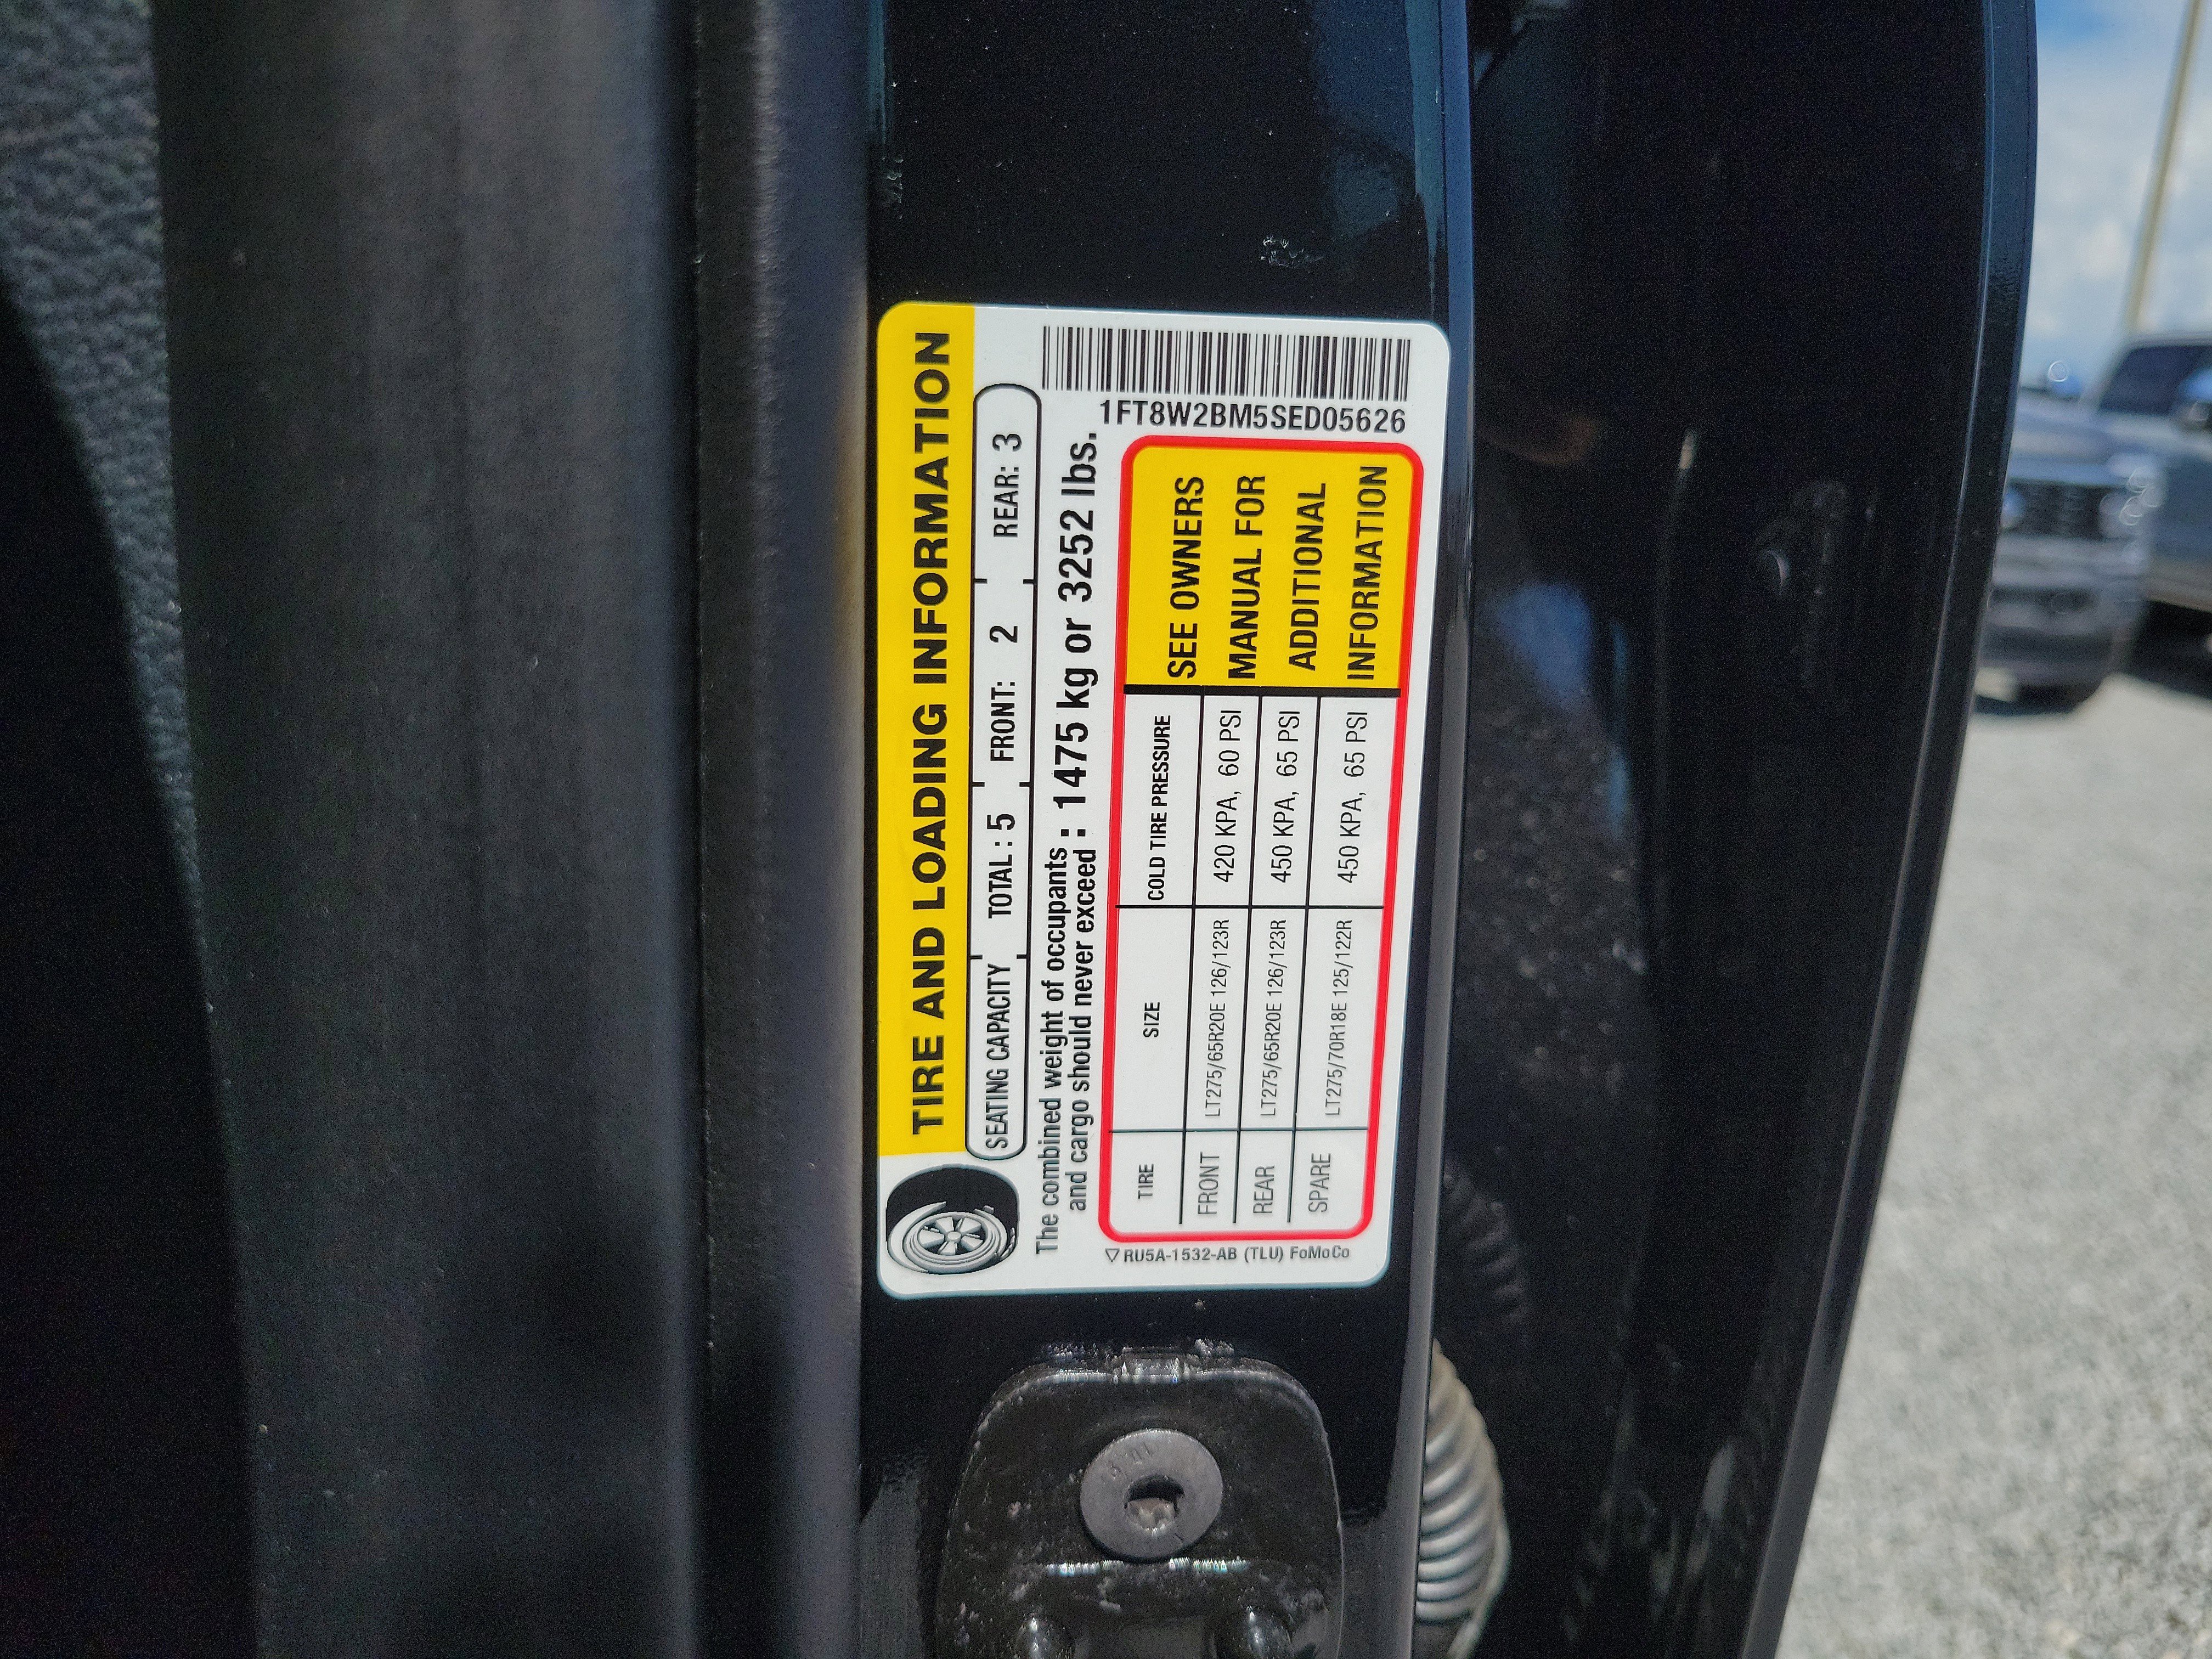 TIRE AND LOADING INFORMATION
SEATING CAPACITY TOTAL : 5 FRONT: 2 REAR: 3
The combined weight of occupants
and cargo should never exceed : 1475 kg or 3252 lbs.
1FT8W2BM5SED05626
TIRE SIZE COLD TIRE PRESSURE
FRONT LT275/65R20E 126/123R 420 KPA, 60 PSI
REAR LT275/65R20E 126/123R 450 KPA, 65 PSI
SPARE LT275/70R18E 125/122R 450 KPA, 65 PSI
SEE OWNERS
MANUAL FOR
ADDITIONAL
INFORMATION
RU5A-1532-AB (TLU) FoMoCo